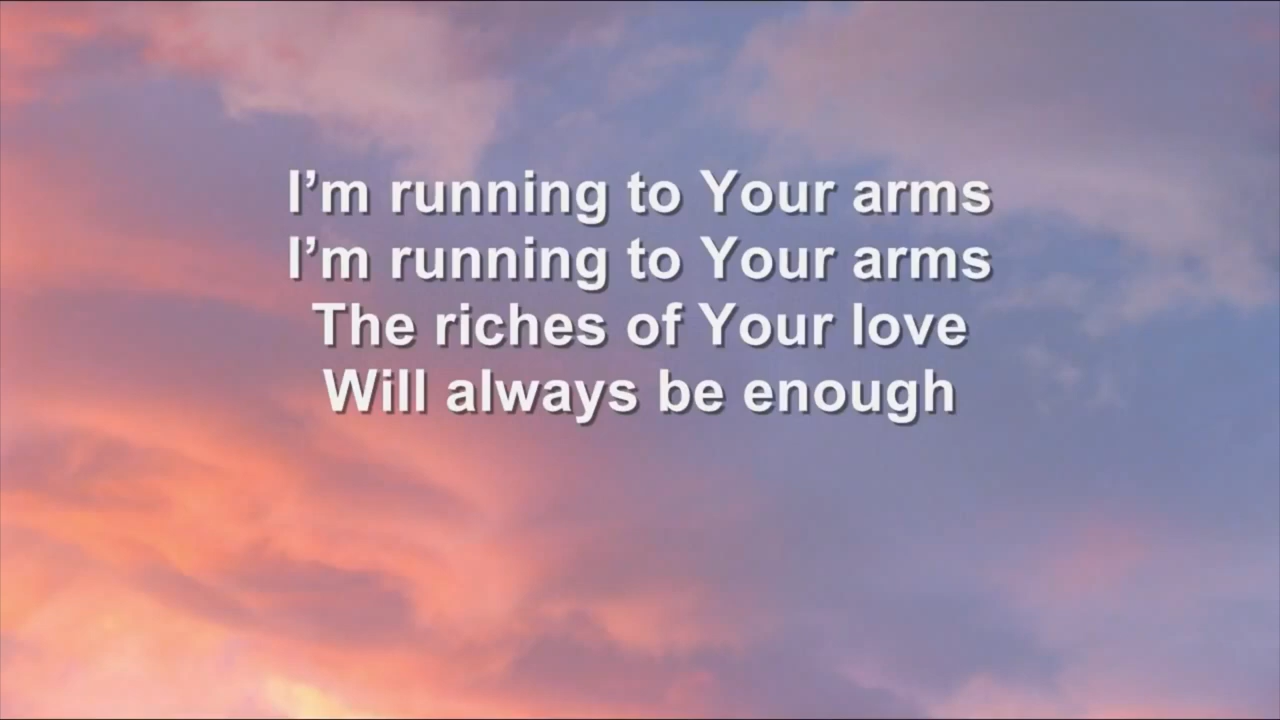 I’m running to Your arms
I’m running to Your arms
The riches of Your love
Will always be enough